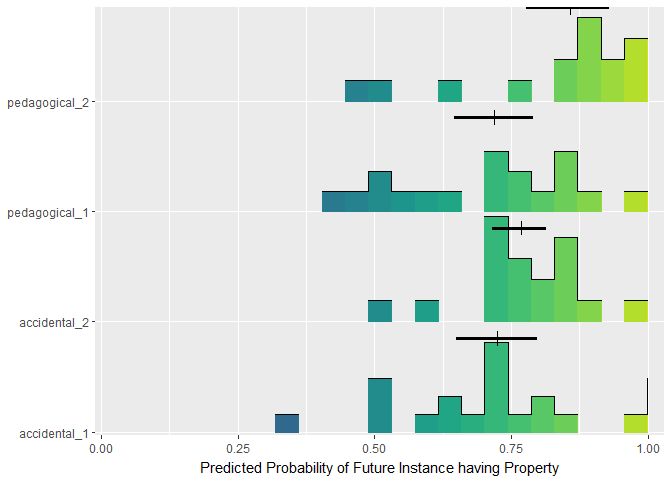 pedagogical_2
pedagogical_1
accidental_2
accidental_1
0.00 0.25 0.50 0.75 1.00
Predicted Probability of Future Instance having Property